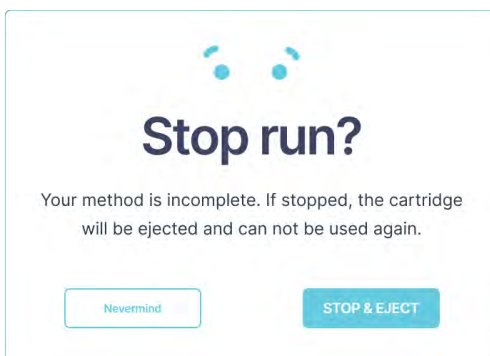 Stop run?
Your method is incomplete. If stopped, the cartridge
will be ejected and can not be used again.
Nevermind
STOP & EJECT